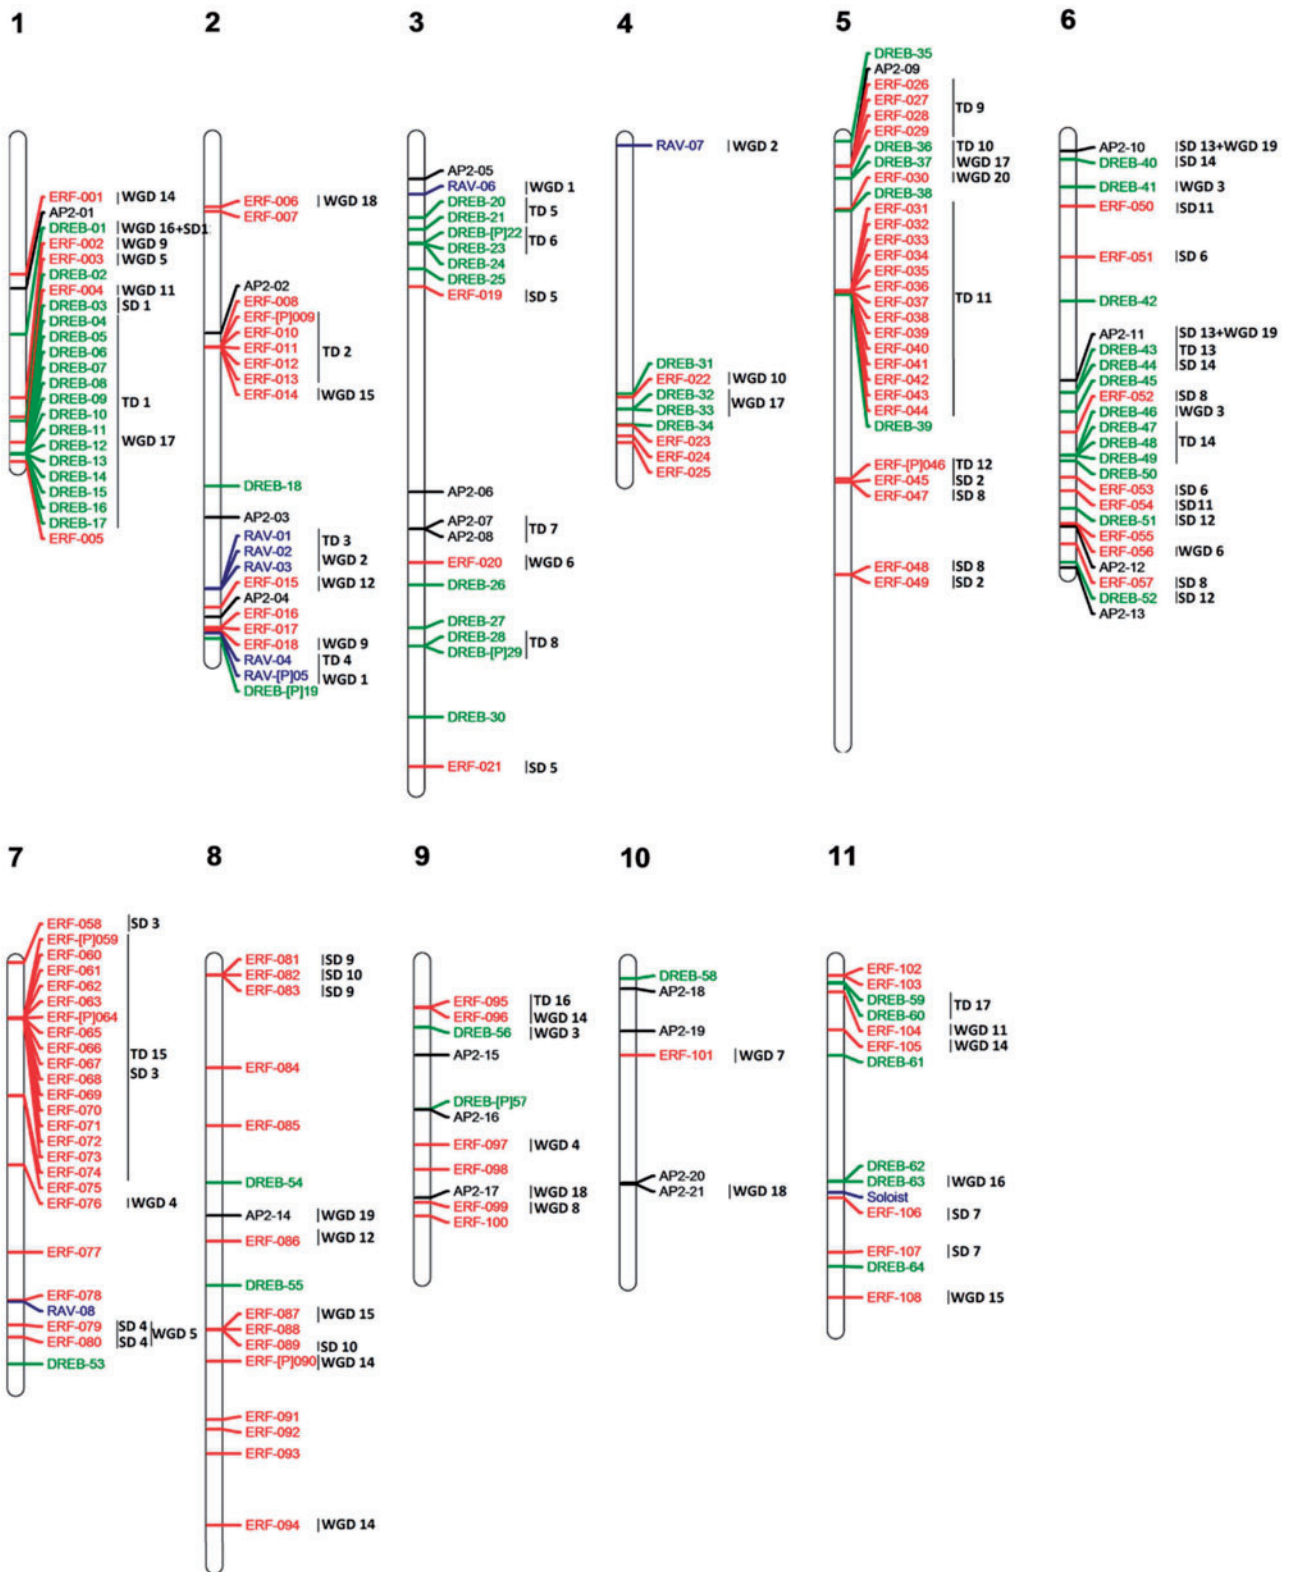 1
ERF-001 WGD 14
AP2-01
DREB-01 WGD 16+SD1
ERF-002 WGD 9
ERF-003 WGD 5
DREB-02
ERF-004 WGD 11
DREB-03 SD 1
DREB-04
DREB-05
DREB-06
DREB-07
DREB-08
DREB-09
TD 1
DREB-10
DREB-11
WGD 17
DREB-12
DREB-13
DREB-14
DREB-15
DREB-16
DREB-17
ERF-005
2
ERF-006 WGD 18
ERF-007
AP2-02
ERF-008
ERF-[P]009
ERF-010
ERF-011
TD 2
ERF-012
ERF-013
ERF-014 WGD 15
DREB-18
AP2-03
RAV-01 TD 3
RAV-02
WGD 2
RAV-03
ERF-015 WGD 12
AP2-04
ERF-016
ERF-017
ERF-018 WGD 9
RAV-04 TD 4
RAV-[P]05 WGD 1
DREB-[P]19
3
AP2-05
RAV-06 WGD 1
DREB-20
TD 5
DREB-21
DREB-[P]22
TD 6
DREB-23
DREB-24
DREB-25
ERF-019 SD 5
AP2-06
AP2-07
TD 7
AP2-08
ERF-020 WGD 6
DREB-26
DREB-27
DREB-28
TD 8
DREB-[P]29
DREB-30
ERF-021 SD 5
4
RAV-07 WGD 2
DREB-31
ERF-022 WGD 10
DREB-32
WGD 17
DREB-33
DREB-34
ERF-023
ERF-024
ERF-025
5
DREB-35
AP2-09
ERF-026
ERF-027
TD 9
ERF-028
ERF-029
DREB-36 TD 10
DREB-37 WGD 17
ERF-030 WGD 20
DREB-38
ERF-031
ERF-032
ERF-033
ERF-034
ERF-035
ERF-036
TD 11
ERF-037
ERF-038
ERF-039
ERF-040
ERF-041
ERF-042
ERF-043
ERF-044
DREB-39
ERF-[P]046 TD 12
ERF-045 SD 2
ERF-047 SD 8
ERF-048 SD 8
ERF-049 SD 2
6
AP2-10 SD 13+WGD 19
DREB-40 SD 14
DREB-41 WGD 3
ERF-050 SD11
ERF-051 SD 6
DREB-42
AP2-11 SD 13+WGD 19
DREB-43 TD 13
DREB-44 SD 14
DREB-45
ERF-052 SD 8
DREB-46 WGD 3
DREB-47
DREB-48 TD 14
DREB-49
DREB-50
ERF-053 SD 6
ERF-054 SD11
DREB-51 SD 12
ERF-055
ERF-056 WGD 6
AP2-12
ERF-057 SD 8
DREB-52 SD 12
AP2-13
7
ERF-058 SD 3
ERF-[P]059
ERF-060
ERF-061
ERF-062
ERF-063
ERF-[P]064
ERF-065
ERF-066
TD 15
ERF-067
SD 3
ERF-068
ERF-069
ERF-070
ERF-071
ERF-072
ERF-073
ERF-074
ERF-075
ERF-076 WGD 4
ERF-077
ERF-078
RAV-08
ERF-079 SD 4
WGD 5
ERF-080 SD 4
DREB-53
8
ERF-081 SD 9
ERF-082 SD 10
ERF-083 SD 9
ERF-084
ERF-085
DREB-54
AP2-14 WGD 19
ERF-086 WGD 12
DREB-55
ERF-087 WGD 15
ERF-088
ERF-089 SD 10
ERF-[P]090 WGD 14
ERF-091
ERF-092
ERF-093
ERF-094 WGD 14
9
ERF-095 TD 16
ERF-096 WGD 14
DREB-56 WGD 3
AP2-15
DREB-[P]57
AP2-16
ERF-097 WGD 4
ERF-098
AP2-17 WGD 18
ERF-099 WGD 8
ERF-100
10
DREB-58
AP2-18
AP2-19
ERF-101 WGD 7
AP2-20
AP2-21 WGD 18
11
ERF-102
ERF-103
DREB-59
TD 17
DREB-60
ERF-104 WGD 11
ERF-105 WGD 14
DREB-61
DREB-62
DREB-63 WGD 16
Soloist
ERF-106 SD 7
ERF-107 SD 7
DREB-64
ERF-108 WGD 15